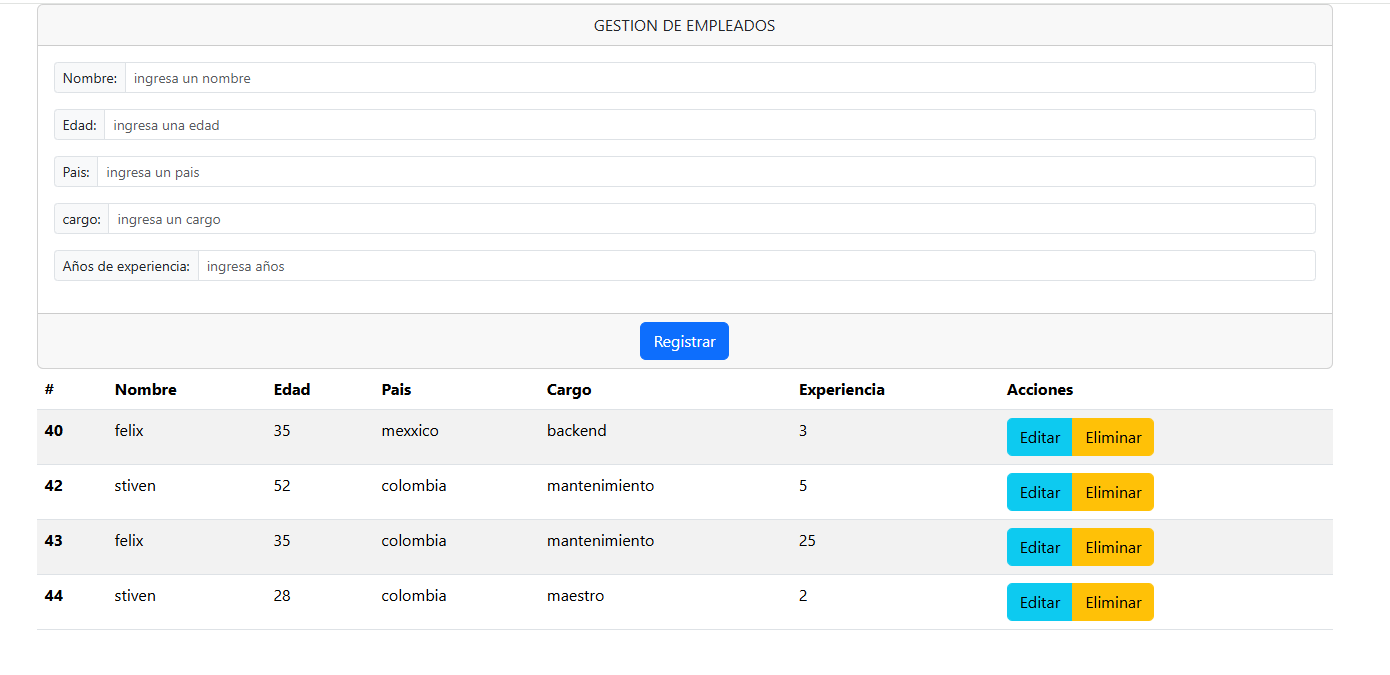 GESTION DE EMPLEADOS
Nombre: ingresa un nombre
Edad: ingresa una edad
Pais: ingresa un pais
cargo: ingresa un cargo
Años de experiencia: ingresa años
Registrar
# Nombre Edad Pais Cargo Experiencia Acciones
40 felix 35 mexxico backend 3 Editar Eliminar
42 stiven 52 colombia mantenimiento 5 Editar Eliminar
43 felix 35 colombia mantenimiento 25 Editar Eliminar
44 stiven 28 colombia maestro 2 Editar Eliminar